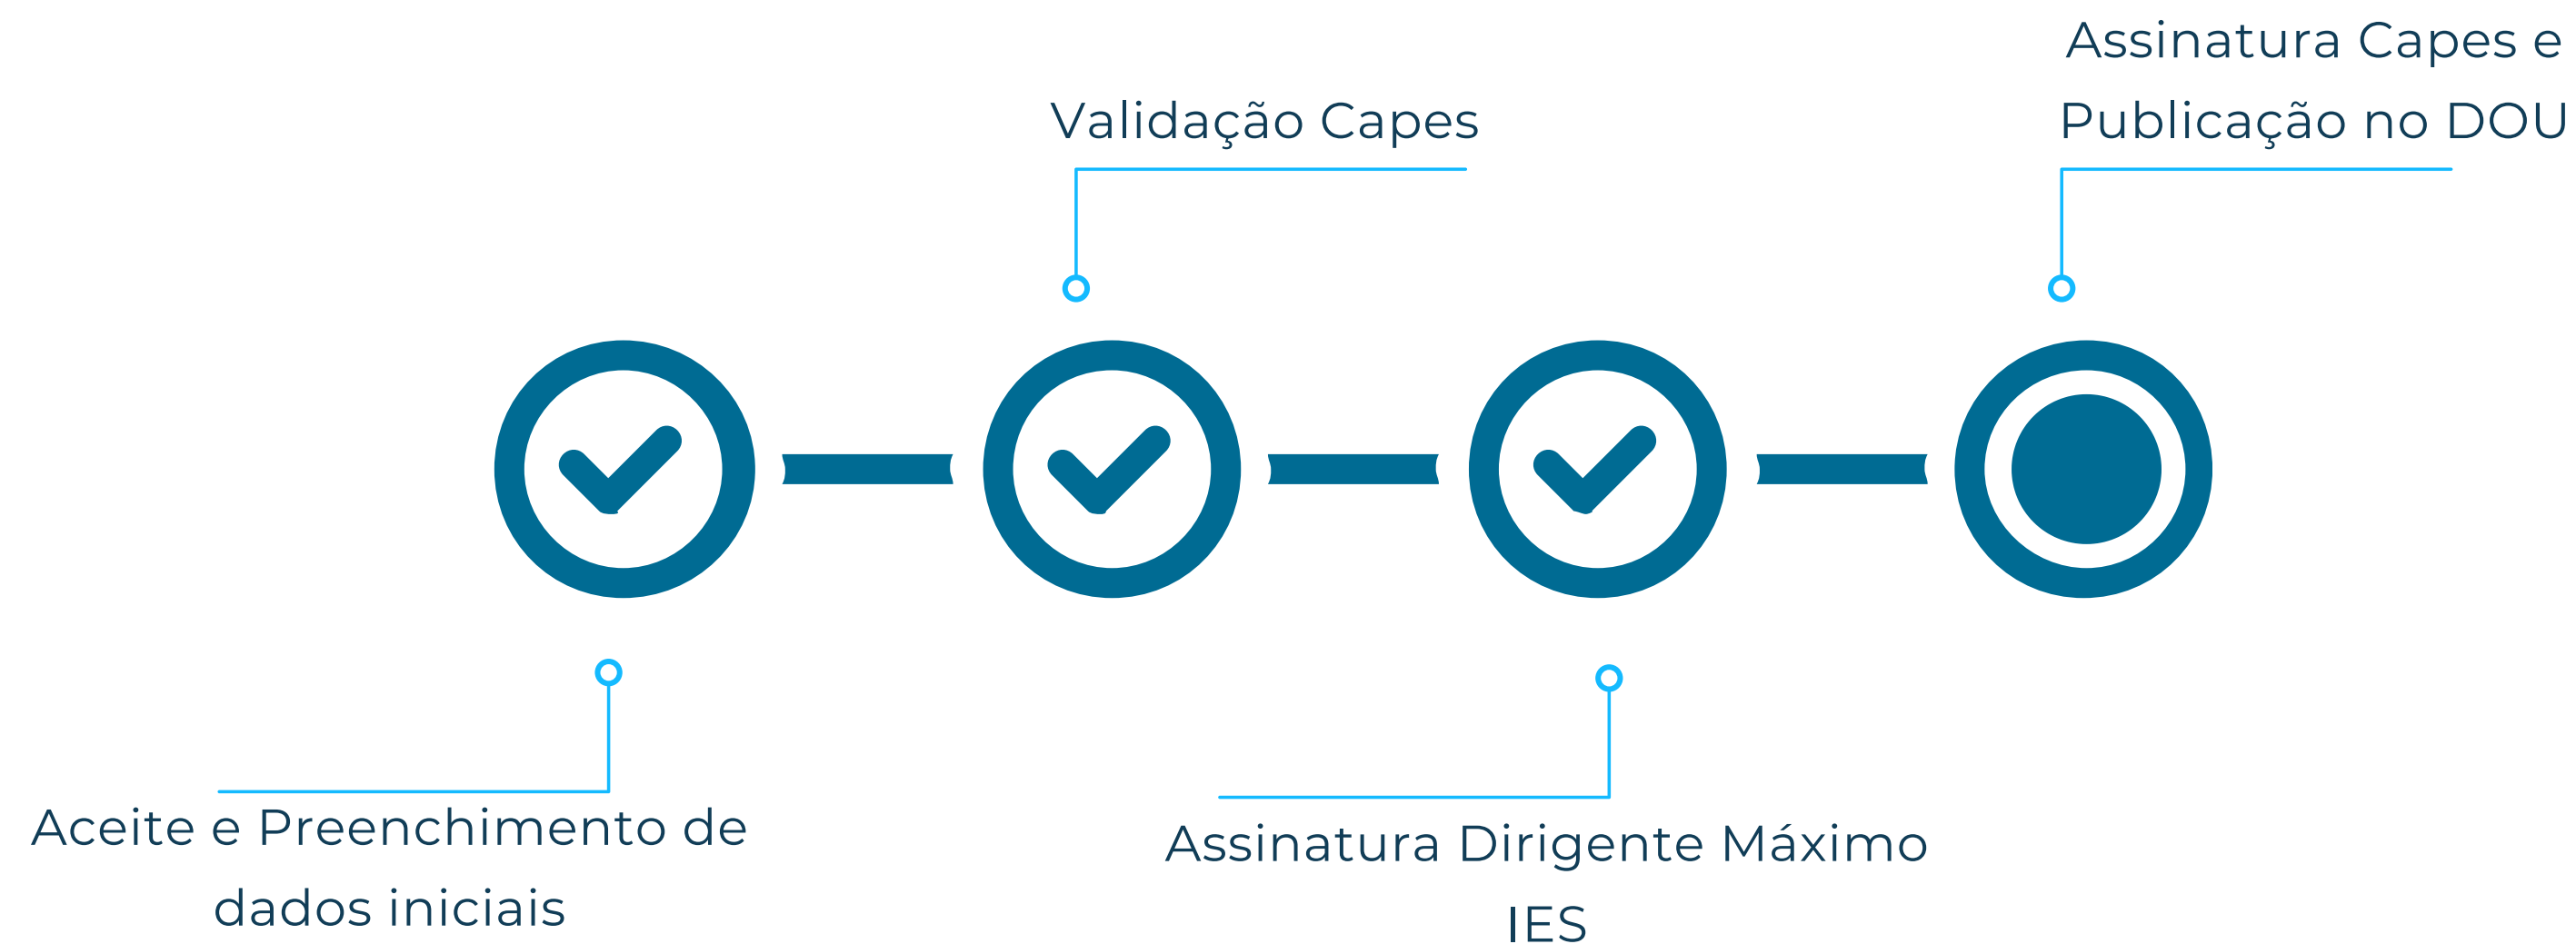 Assinatura Capes e
Publicação no DOU
Validação Capes
Aceite e Preenchimento de
dados iniciais
Assinatura Dirigente Máximo
IES